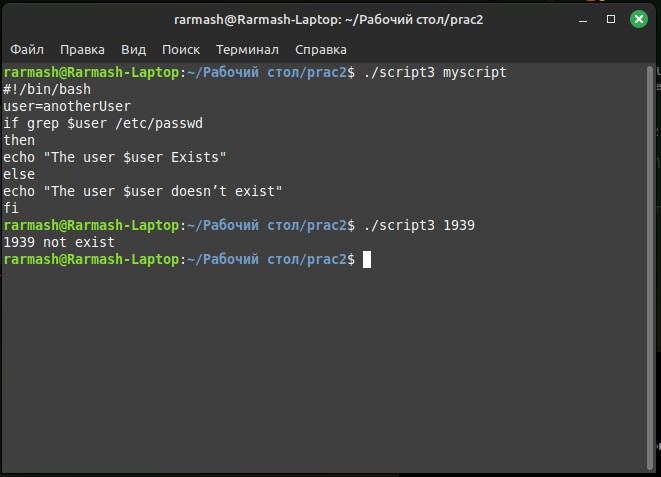 rarmash@Rarmash-Laptop: ~/Рабочий стол/prac2
Файл Правка Вид Поиск Терминал Справка
rarmash@Rarmash-Laptop:~/Рабочий стол/prac2$ ./script3 myscript
#!/bin/bash
user=anotherUser
if grep $user /etc/passwd
then
echo "The user $user Exists"
else
echo "The user $user doesn’t exist"
fi
rarmash@Rarmash-Laptop:~/Рабочий стол/prac2$ ./script3 1939
1939 not exist
rarmash@Rarmash-Laptop:~/Рабочий стол/prac2$